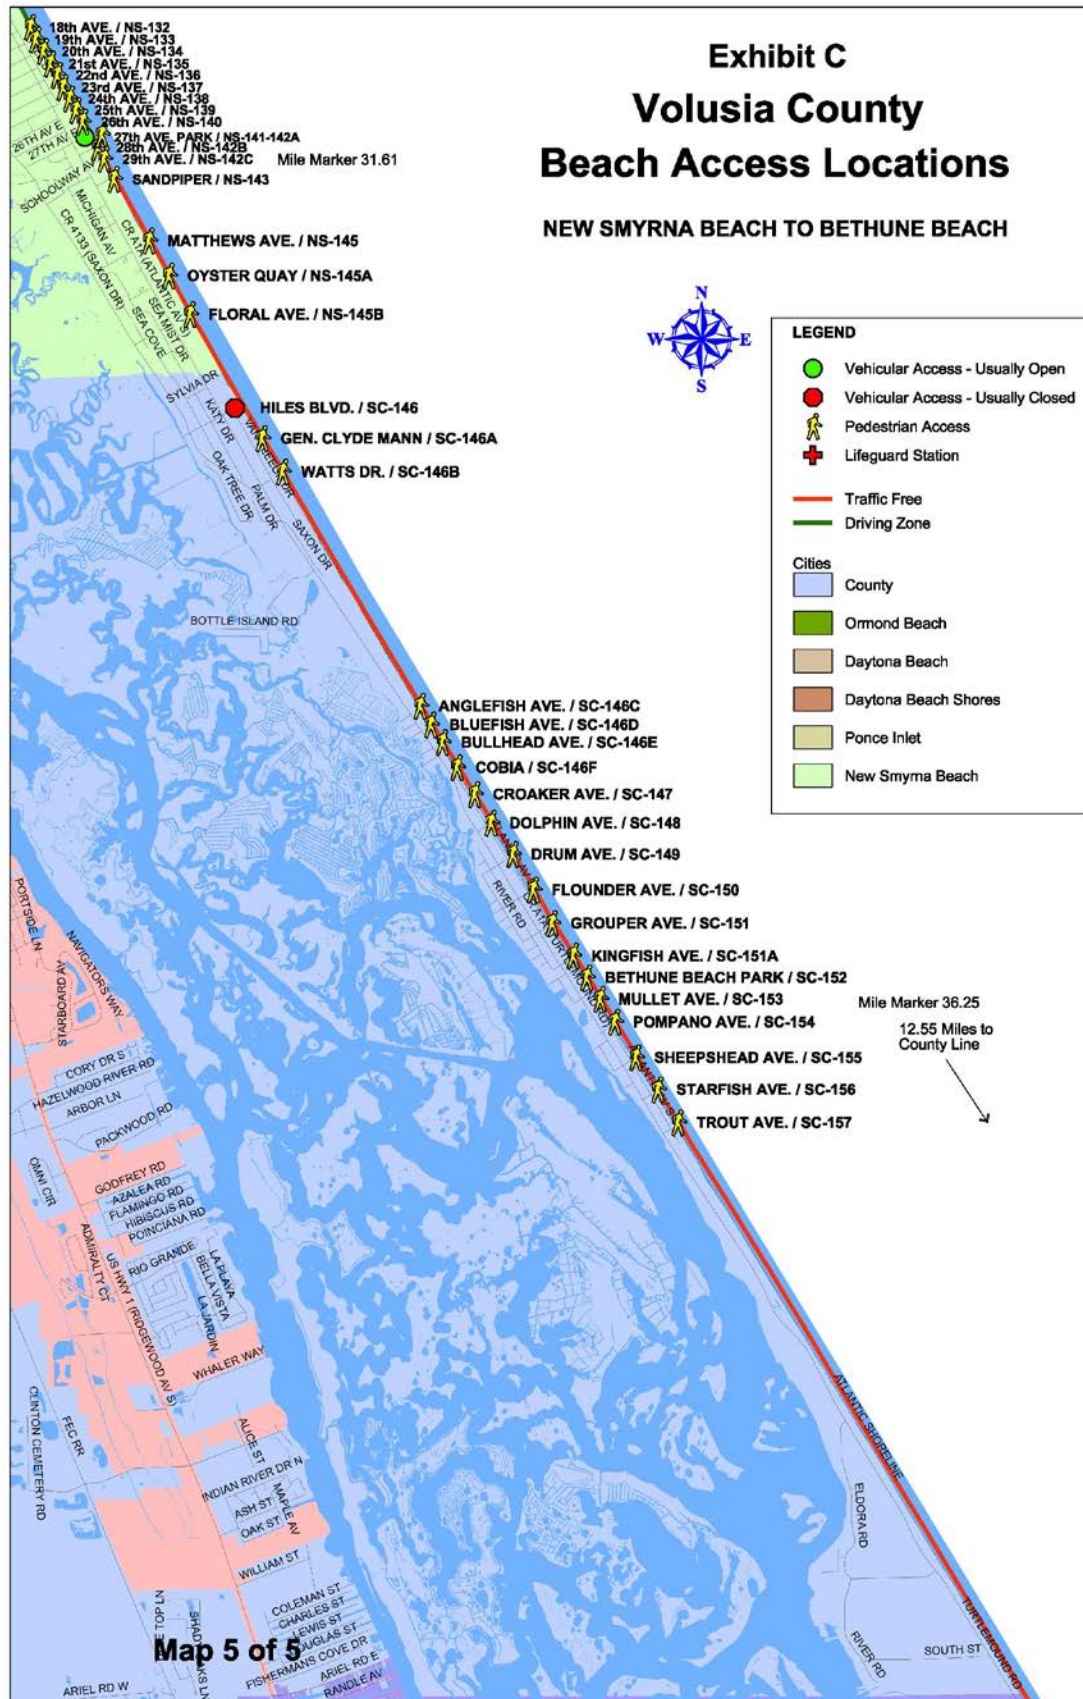 Exhibit C
Volusia County
Beach Access Locations
NEW SMYRNA BEACH TO BETHUNE BEACH
18th AVE. / NS-132
19th AVE. / NS-133
20th AVE. / NS-134
21st AVE. / NS-135
22nd AVE. / NS-136
23rd AVE. / NS-137
24th AVE. / NS-138
25th AVE. / NS-139
26th AVE. / NS-140
27th AVE. PARK / NS-141-142A
28th AVE. / NS-142B
29th AVE. / NS-142C
Mile Marker 31.61
SANDPIPER / NS-143
MATTHEWS AVE. / NS-145
OYSTER QUAY / NS-145A
FLORAL AVE. / NS-145B
HILES BLVD. / SC-146
GEN. CLYDE MANN / SC-146A
WATTS DR. / SC-146B
ANGLEFISH AVE. / SC-146C
BLUEFISH AVE. / SC-146D
BULLHEAD AVE. / SC-146E
COBIA / SC-146F
CROAKER AVE. / SC-147
DOLPHIN AVE. / SC-148
DRUM AVE. / SC-149
FLOUNDER AVE. / SC-150
GROUPER AVE. / SC-151
KINGFISH AVE. / SC-151A
BETHUNE BEACH PARK / SC-152
MULLET AVE. / SC-153
POMPANO AVE. / SC-154
SHEEPSHEAD AVE. / SC-155
STARFISH AVE. / SC-156
TROUT AVE. / SC-157
Mile Marker 36.25
12.55 Miles to
County Line
N
W
E
S
LEGEND
Vehicular Access - Usually Open
Vehicular Access - Usually Closed
Pedestrian Access
Lifeguard Station
Traffic Free
Driving Zone
Cities
County
Ormond Beach
Daytona Beach
Daytona Beach Shores
Ponce Inlet
New Smyrna Beach
26TH AV E
27TH AV E
SCHOOLWAY AV
MICHIGAN AV
CR 4133 (SAXON DR)
CR A1A (ATLANTIC AV S)
SEA MIST DR
SEA COVE
SYLVIA DR
KATY DR
OAK TREE DR
PALM DR
SAXON DR
BOTTLE ISLAND RD
RIVER RD
PORTSIDE LN
STARBOARD AV
NAVIGATORS WAY
CORY DR S
HAZELWOOD RIVER RD
ARBOR LN
PACKWOOD RD
OMNI CIR
GODFREY RD
AZALEA RD
FLAMINGO RD
HIBISCUS RD
POINCIANA RD
ADMIRALTY CT
US HWY 1 (RIDGEWOOD AV S)
RIO GRANDE
LA PLAYA
BELLA VISTA
LA JARDIN
WHALER WAY
CLINTON CEMETERY RD
FEC RR
ALICE ST
INDIAN RIVER DR N
MAPLE AV
ASH ST
OAK ST
WILLIAM ST
COLEMAN ST
CHARLES ST
LEWIS ST
DOUGLAS ST
FISHERMANS COVE DR
ARIEL RD E
RANDLE AV
ARIEL RD W
ATLANTIC SHORELINE
ELDORA RD
TURTLEMOUND RD
RIVER RD
SOUTH ST
Map 5 of 5